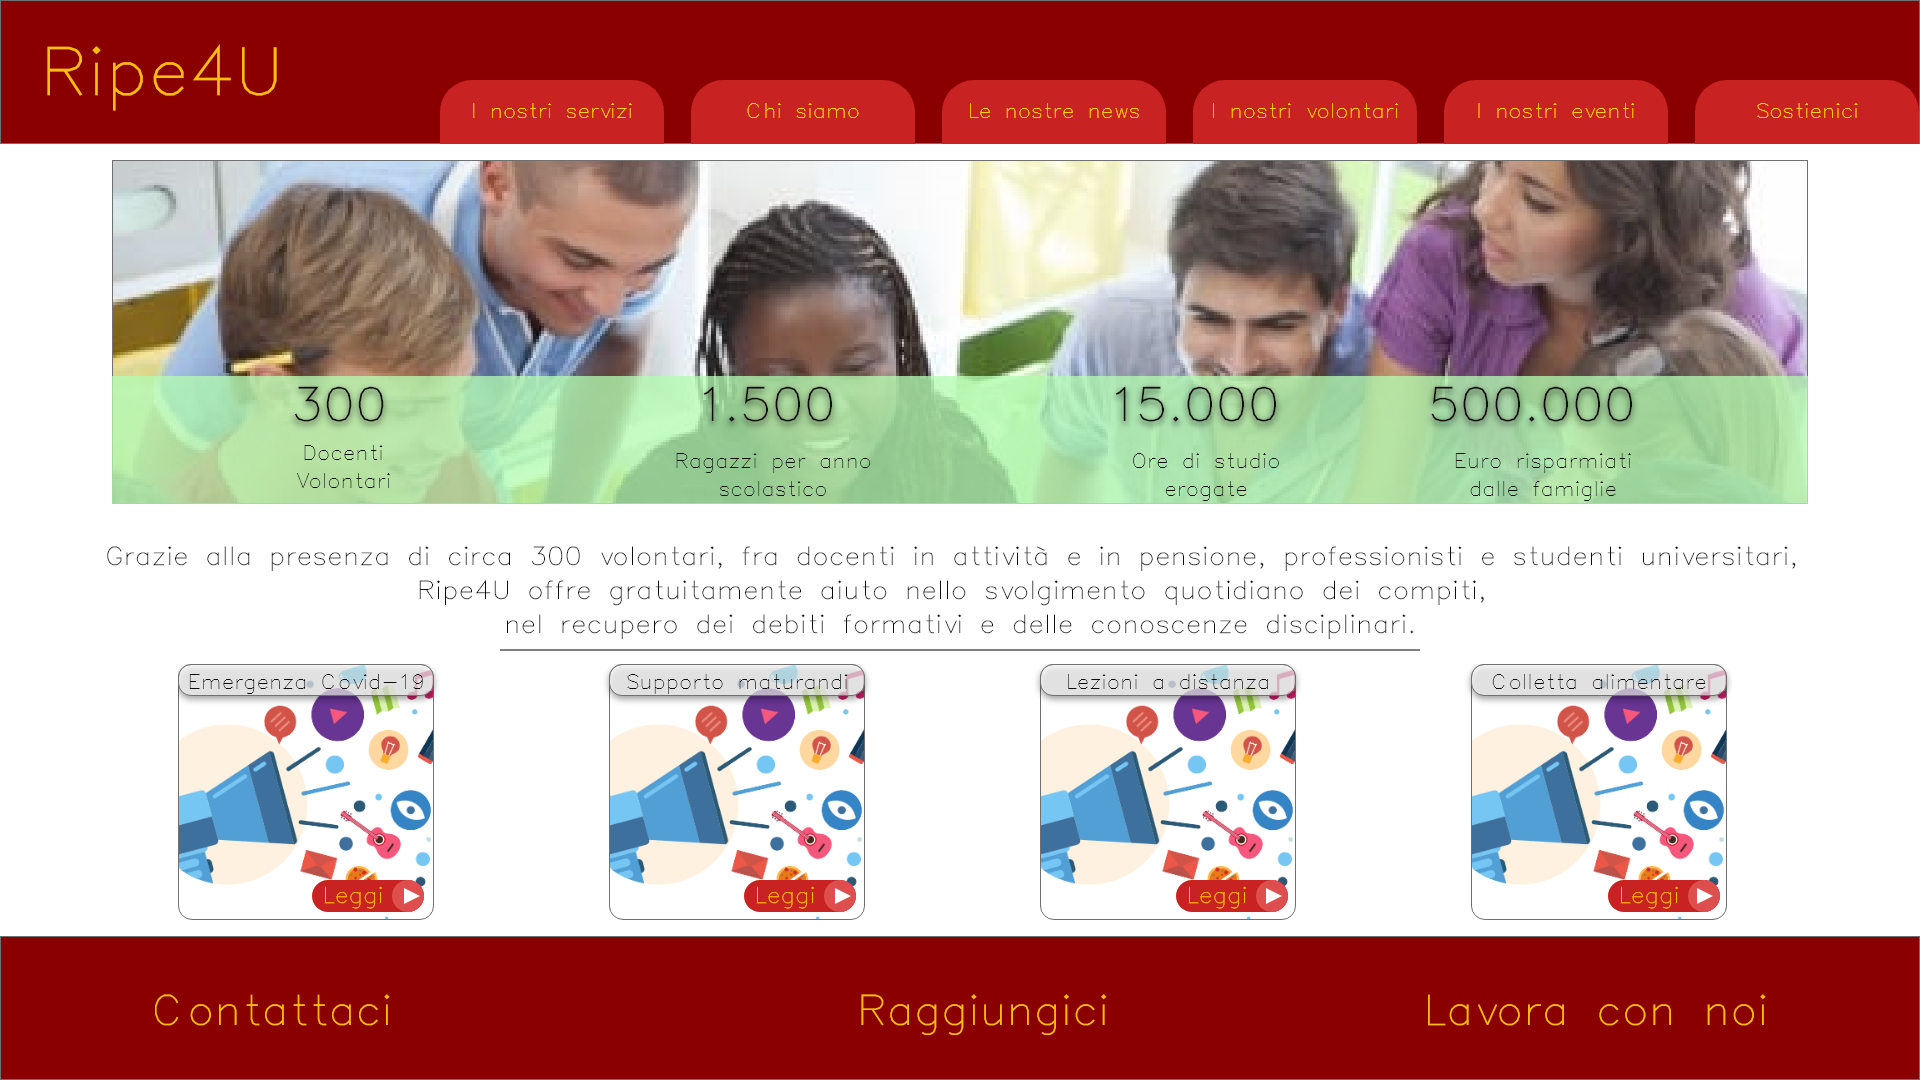 Ripe4U
I nostri servizi
Chi siamo
Le nostre news
I nostri volontari
I nostri eventi
Sostienici
300
Docenti
Volontari
1.500
Ragazzi per anno
scolastico
15.000
Ore di studio
erogate
500.000
Euro risparmiati
dalle famiglie
Grazie alla presenza di circa 300 volontari, fra docenti in attività e in pensione, professionisti e studenti universitari,
Ripe4U offre gratuitamente aiuto nello svolgimento quotidiano dei compiti,
nel recupero dei debiti formativi e delle conoscenze disciplinari.
Emergenza Covid-19
Leggi
Supporto maturandi
Leggi
Lezioni a distanza
Leggi
Colletta alimentare
Leggi
Contattaci
Raggiungici
Lavora con noi